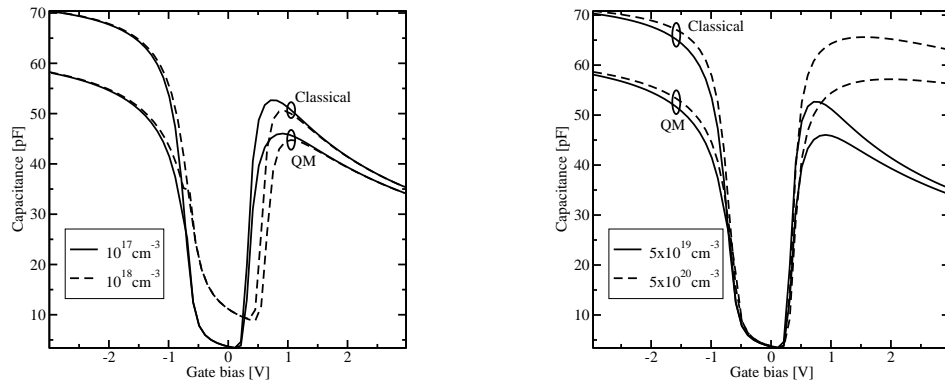 70
60
50
40
30
20
10
Capacitance [pF]
Classical
QM
10^17 cm^-3
10^18 cm^-3
-2
-1
0
1
2
Gate bias [V]
70
60
50
40
30
20
10
Capacitance [pF]
Classical
QM
5x10^19 cm^-3
5x10^20 cm^-3
-2
-1
0
1
2
Gate bias [V]